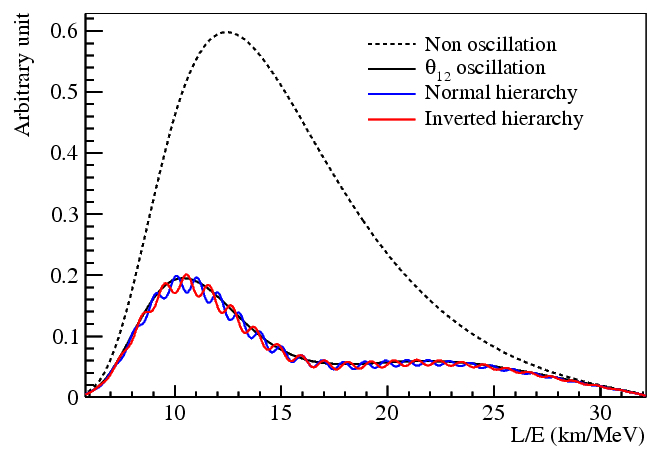 Arbitrary unit
0.6
0.5
0.4
0.3
0.2
0.1
0
Non oscillation
θ₁₂ oscillation
Normal hierarchy
Inverted hierarchy
10 15 20 25 30
L/E (km/MeV)